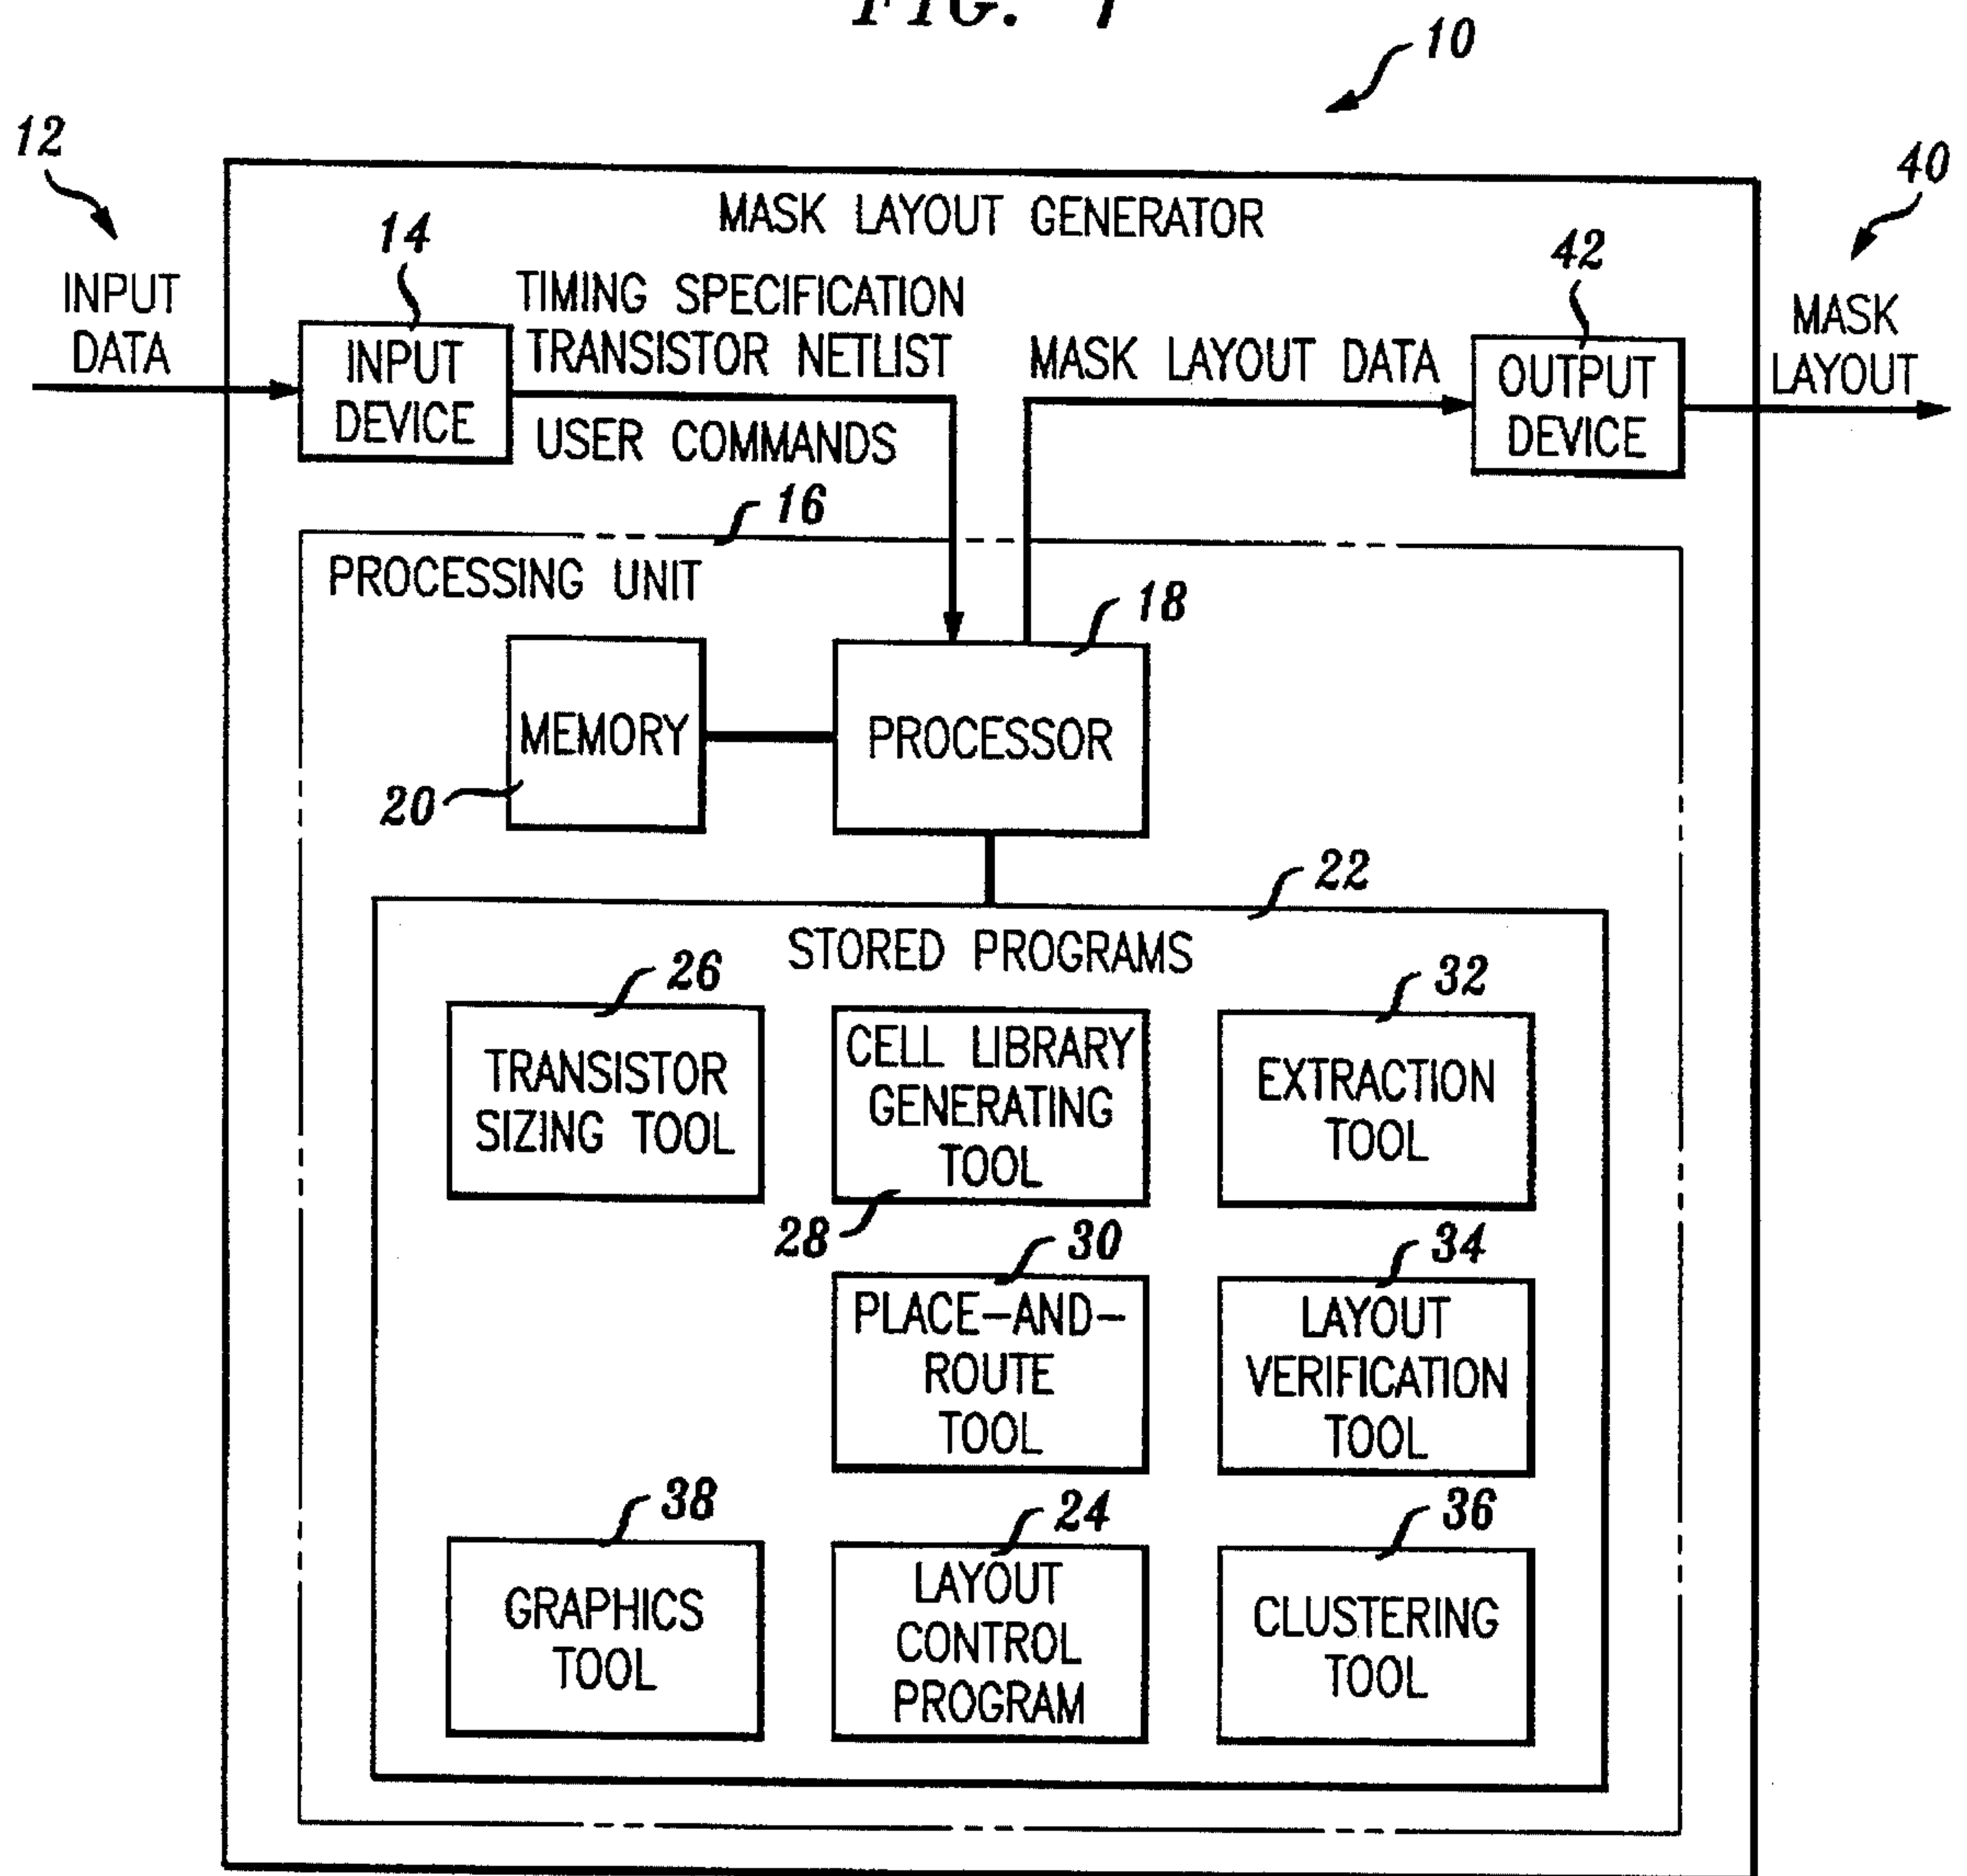 FIG. 1
10
12
40
MASK LAYOUT GENERATOR
14
42
INPUT
DATA
TIMING SPECIFICATION
TRANSISTOR NETLIST
USER COMMANDS
INPUT
DEVICE
MASK LAYOUT DATA
OUTPUT
DEVICE
MASK
LAYOUT
16
PROCESSING UNIT
18
MEMORY
PROCESSOR
20
22
STORED PROGRAMS
26
32
TRANSISTOR
SIZING TOOL
CELL LIBRARY
GENERATING
TOOL
EXTRACTION
TOOL
28
30
34
PLACE-AND-
ROUTE
TOOL
LAYOUT
VERIFICATION
TOOL
38
24
36
GRAPHICS
TOOL
LAYOUT
CONTROL
PROGRAM
CLUSTERING
TOOL